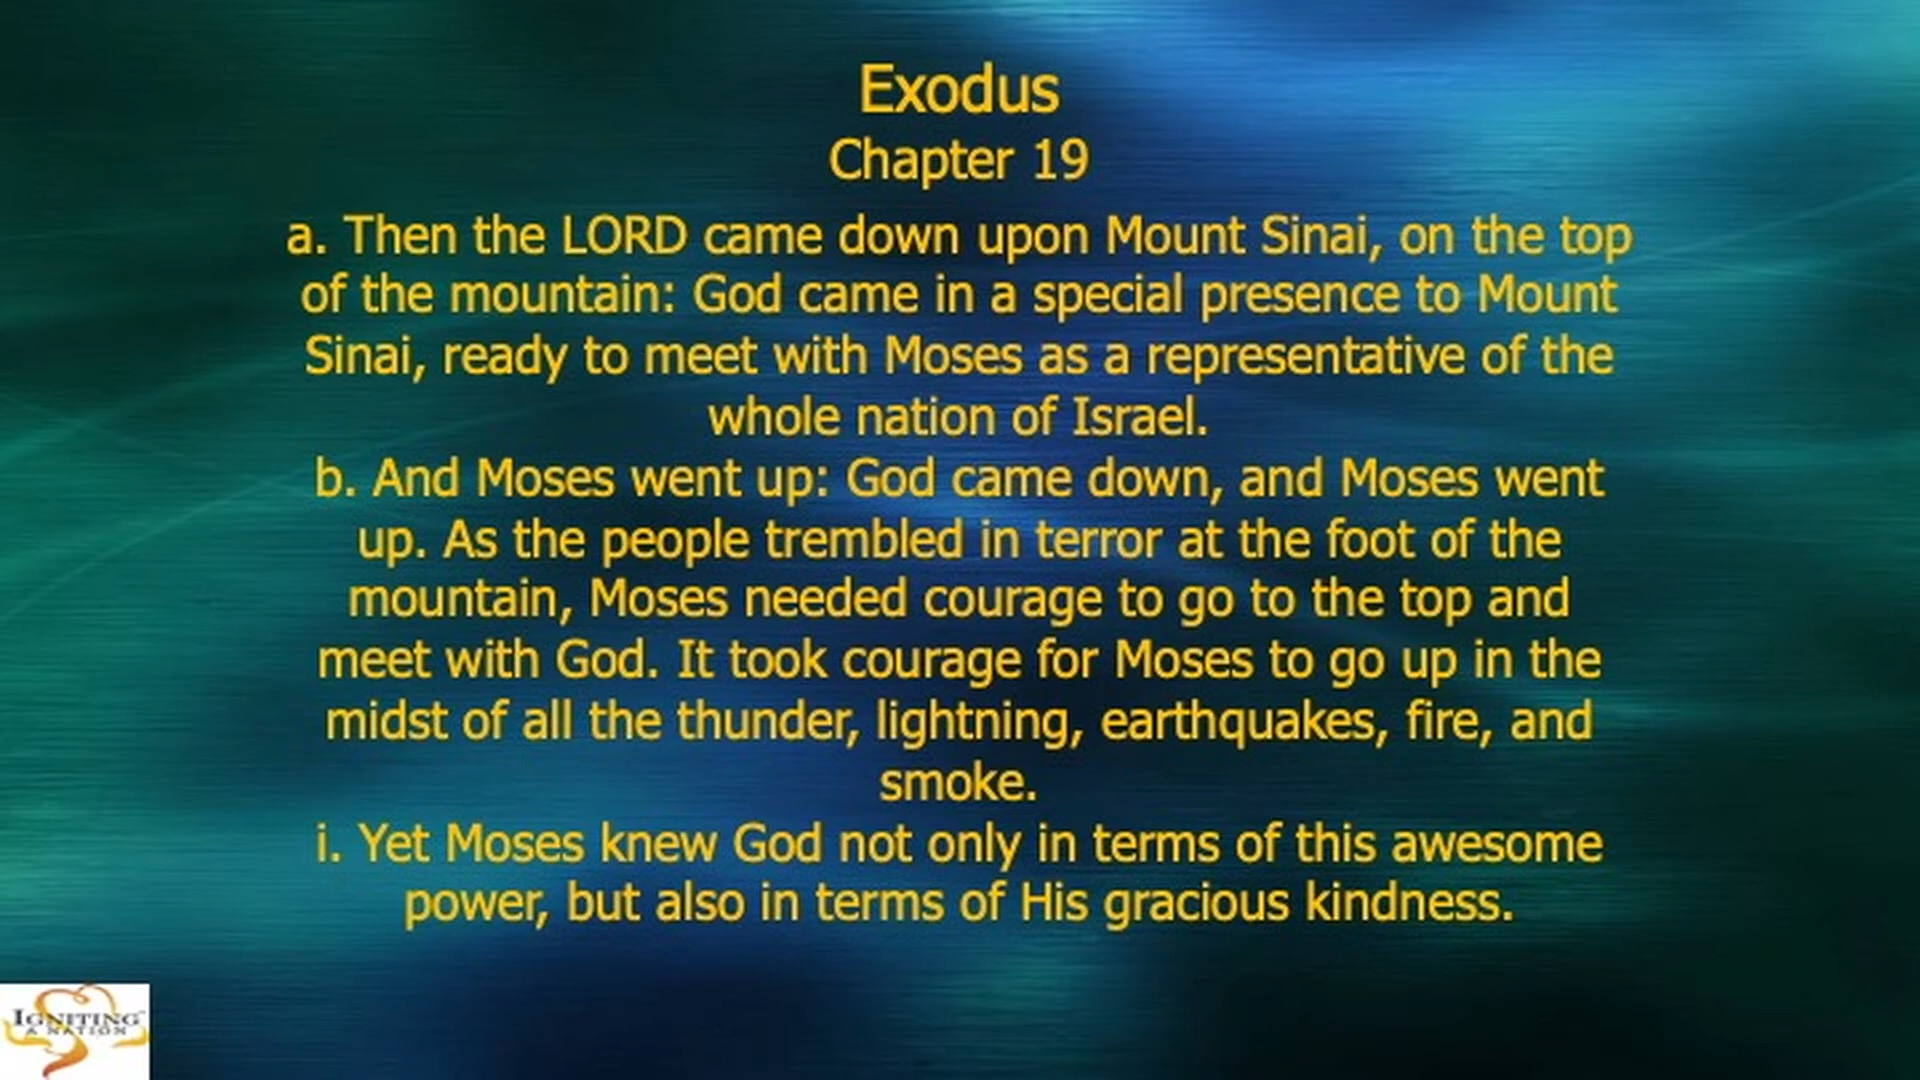 Exodus
Chapter 19
a. Then the LORD came down upon Mount Sinai, on the top
of the mountain: God came in a special presence to Mount
Sinai, ready to meet with Moses as a representative of the
whole nation of Israel.
b. And Moses went up: God came down, and Moses went
up. As the people trembled in terror at the foot of the
mountain, Moses needed courage to go to the top and
meet with God. It took courage for Moses to go up in the
midst of all the thunder, lightning, earthquakes, fire, and
smoke.
i. Yet Moses knew God not only in terms of this awesome
power, but also in terms of His gracious kindness.
IGNITING
A NATION